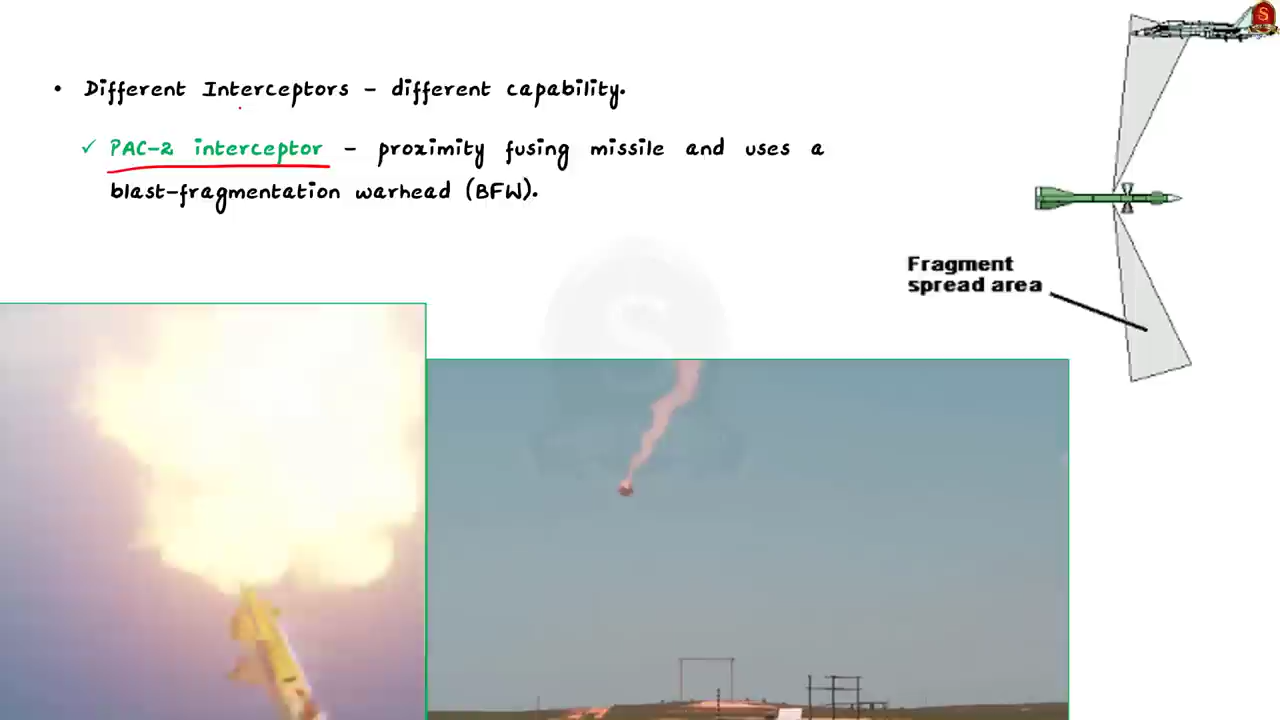 • Different Interceptors - different capability.
✓ PAC-2 interceptor - proximity fusing missile and uses a
blast-fragmentation warhead (BFW).
Fragment
spread area
S
S